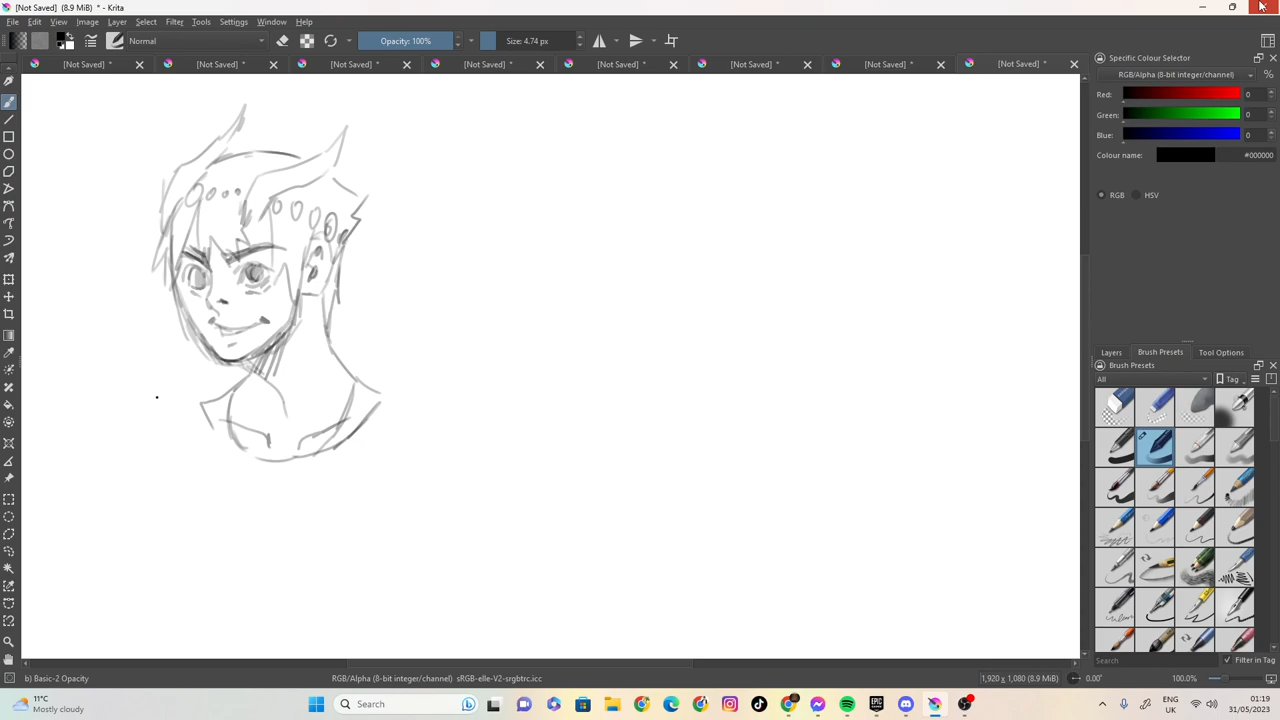 [Not Saved] (8.9 MiB) * - Krita
File Edit View Image Layer Select Filter Tools Settings Window Help
Normal Opacity: 100% Size: 4.74 px
[Not Saved] * [Not Saved] * [Not Saved] * [Not Saved] * [Not Saved] * [Not Saved] * [Not Saved] * [Not Saved] *
Specific Colour Selector
RGB/Alpha (8-bit integer/channel) %
Red: 0
Green: 0
Blue: 0
Colour name: #000000
RGB HSV
Layers Brush Presets Tool Options
Brush Presets
All Tag
Search Filter in Tag
b) Basic-2 Opacity RGB/Alpha (8-bit integer/channel) sRGB-elle-V2-srgbtrc.icc 1,920 x 1,080 (8.9 MiB) 0.00° 100.0%
11°C
Mostly cloudy
Search
ENG
UK
01:19
31/05/2023